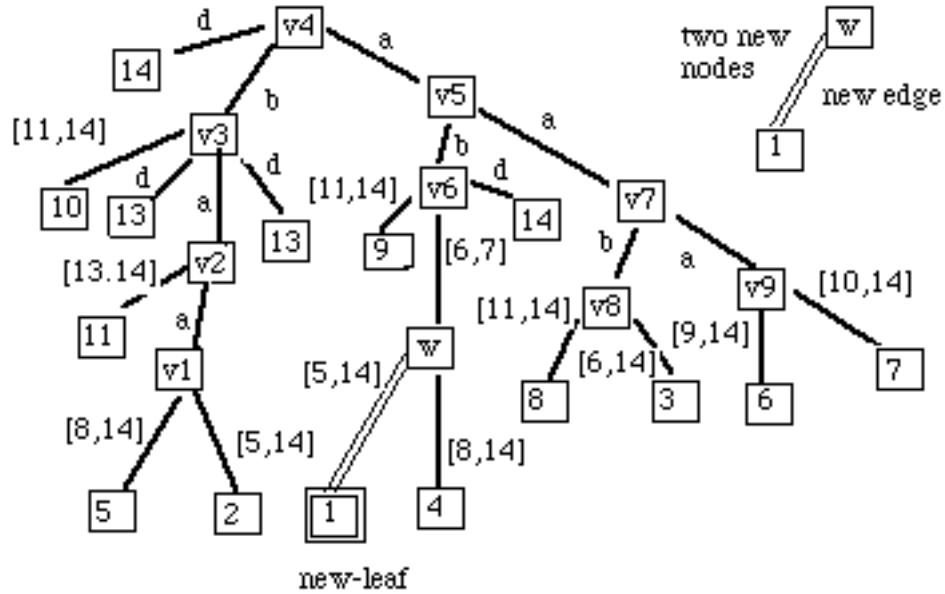 d
v4
w
a
two new
nodes
14
v5
new edge
b
a
[11,14]
v3
b
1
d
d
[11,14]
v6
d
v7
10
13
a
14
13
9
b
[6,7]
a
[13.14]
v2
v9
[10,14]
[11,14]
v8
11
a
[9,14]
w
v1
[5,14]
[6,14]
7
8
3
6
[8,14]
[5,14]
[8,14]
5
2
1
4
new-leaf